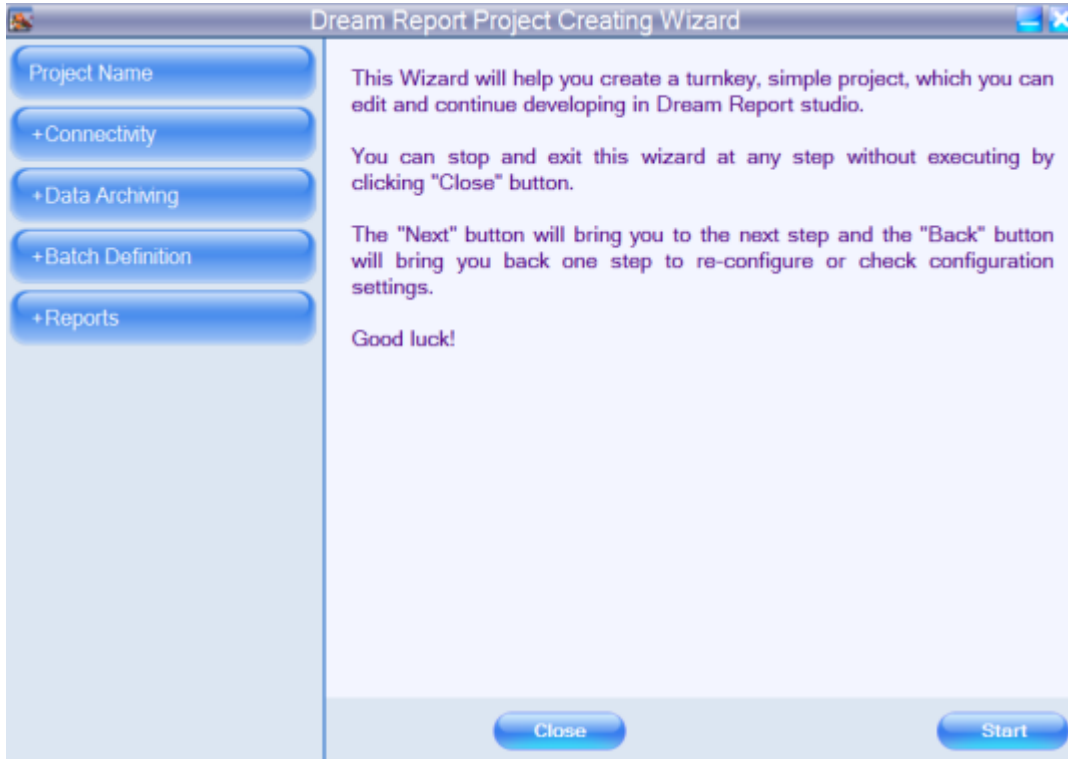 Dream Report Project Creating Wizard
Project Name
+Connectivity
+Data Archiving
+Batch Definition
+Reports
This Wizard will help you create a turnkey, simple project, which you can
edit and continue developing in Dream Report studio.
You can stop and exit this wizard at any step without executing by
clicking "Close" button.
The "Next" button will bring you to the next step and the "Back" button
will bring you back one step to re-configure or check configuration
settings.
Good luck!
Close
Start